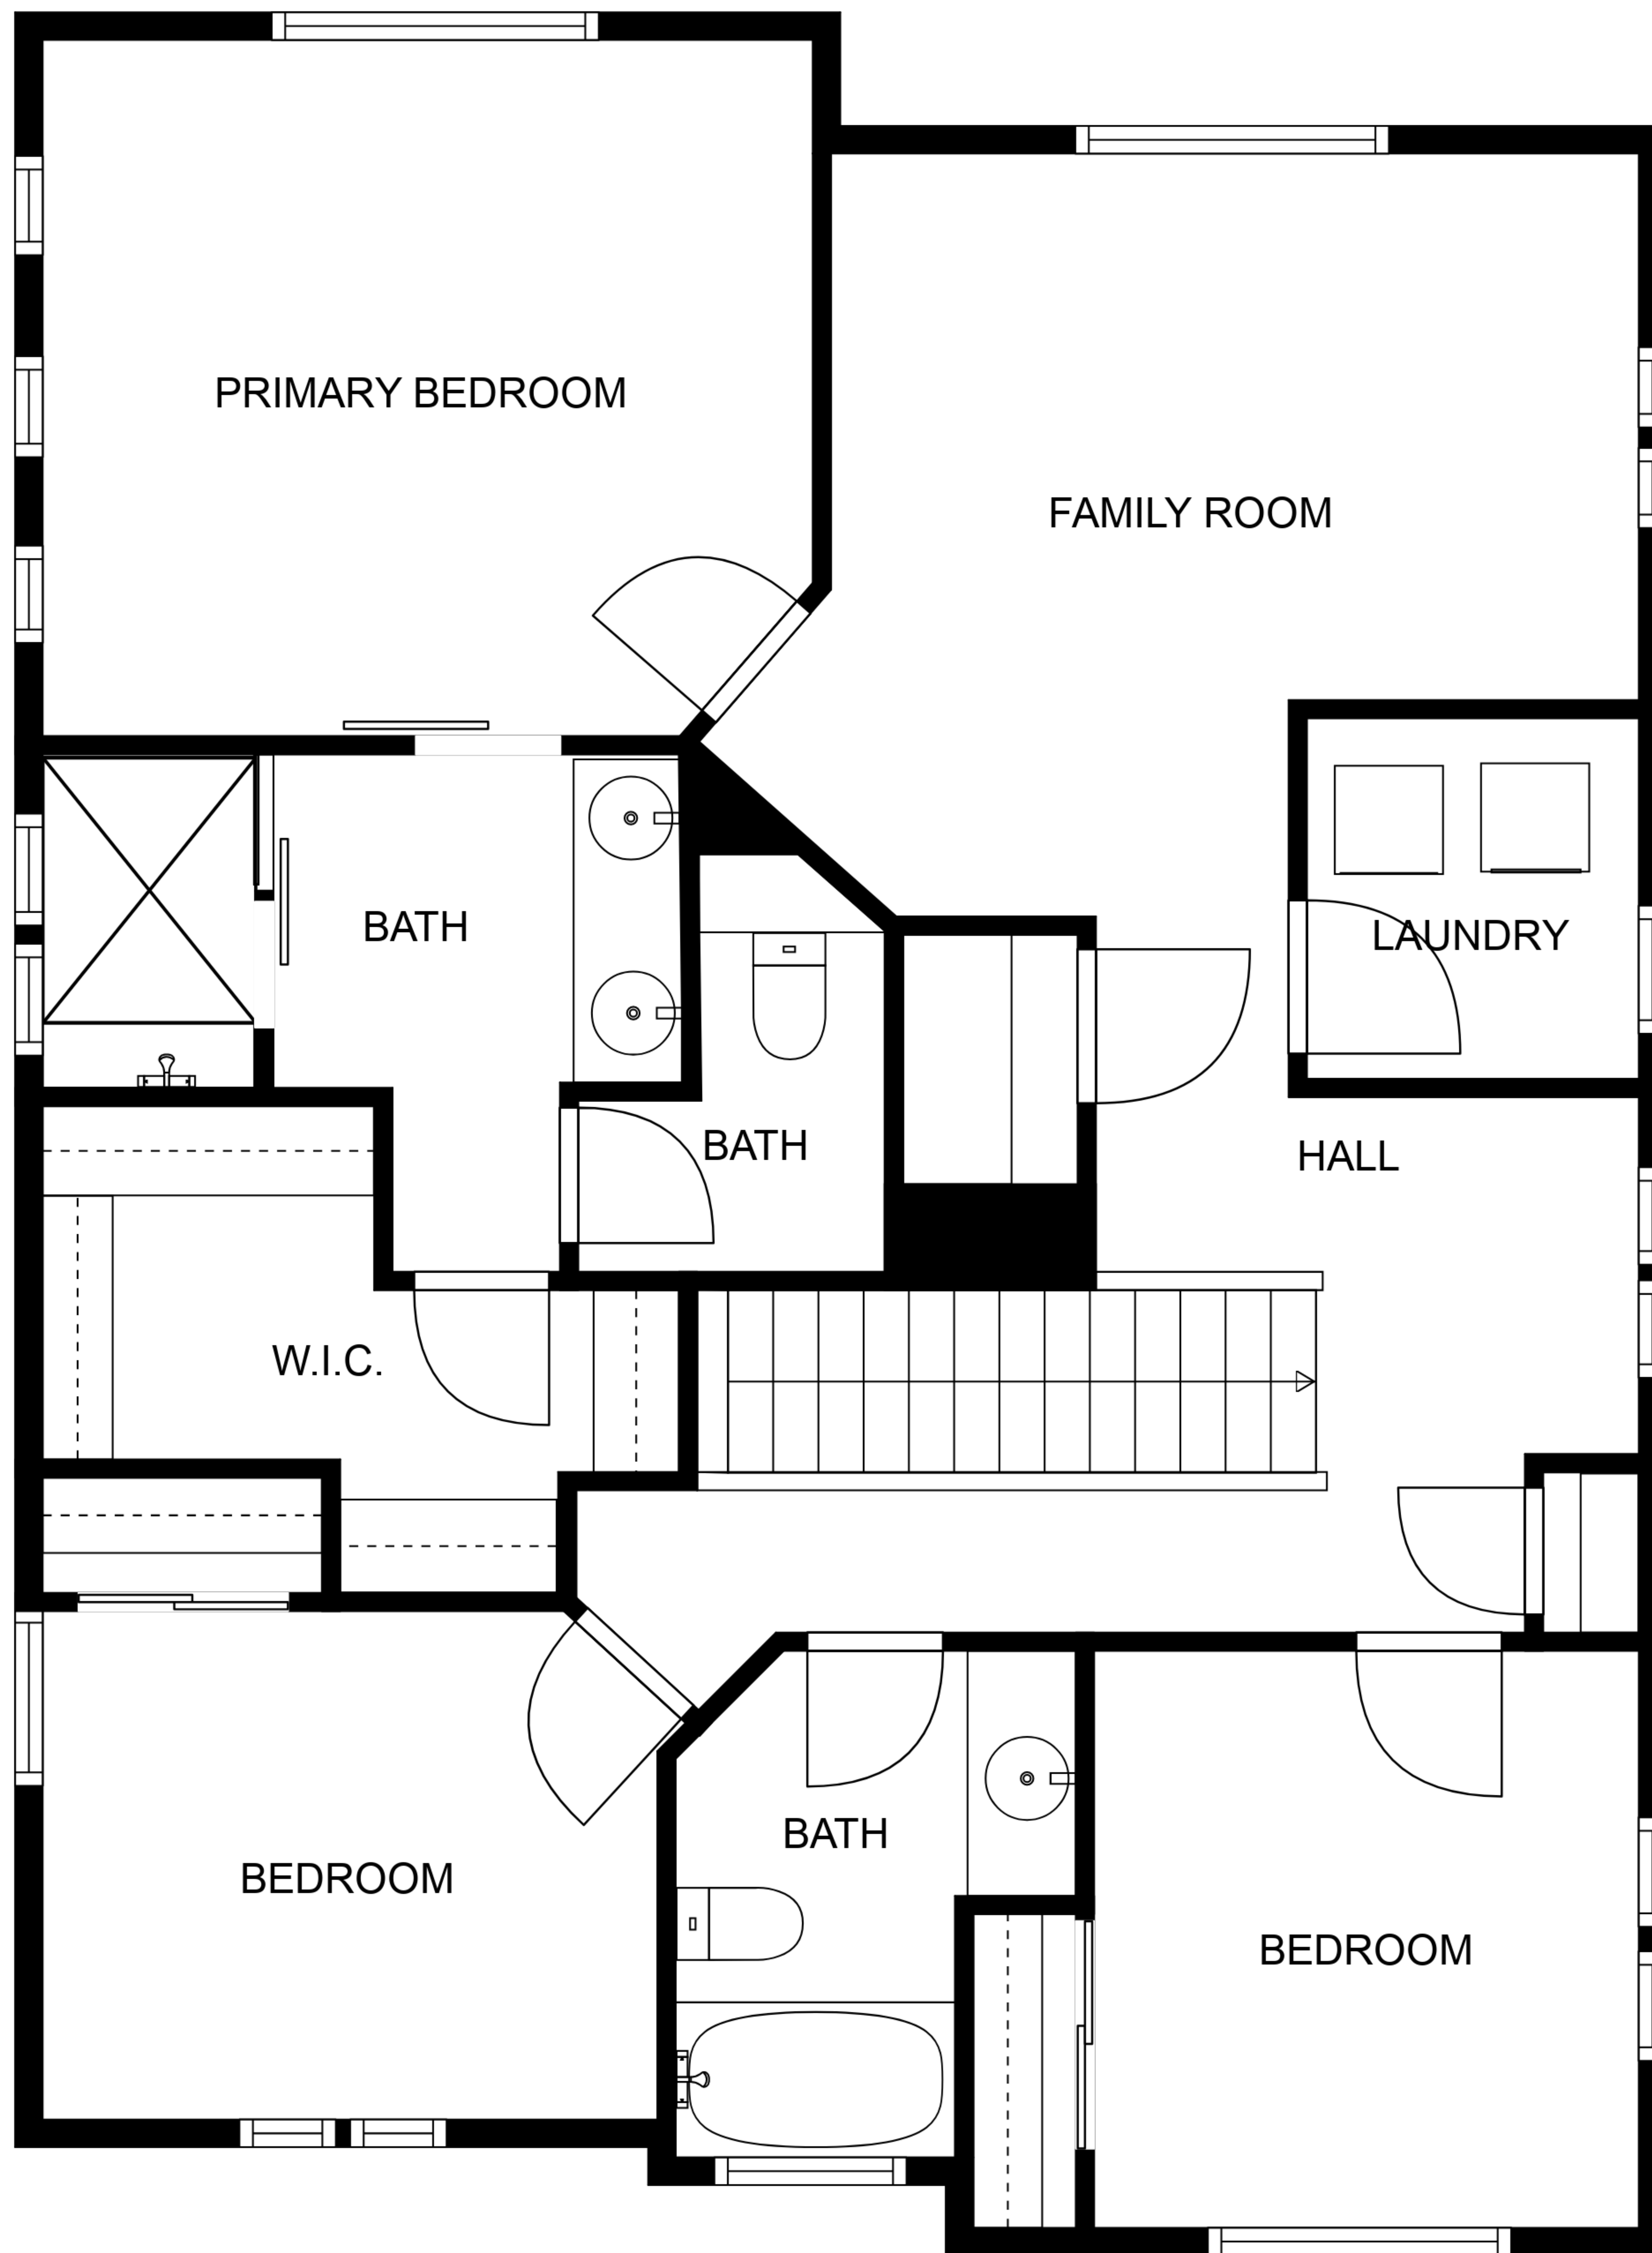 PRIMARY BEDROOM
FAMILY ROOM
BATH
LAUNDRY
BATH
HALL
W.I.C.
BATH
BEDROOM
BEDROOM